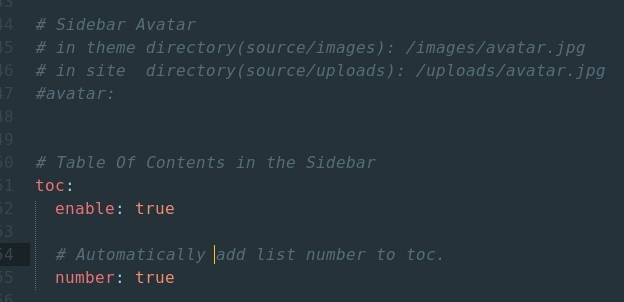 44 # Sidebar Avatar
45 # in theme directory(source/images): /images/avatar.jpg
46 # in site  directory(source/uploads): /uploads/avatar.jpg
47 #avatar:
48
49
50 # Table Of Contents in the Sidebar
51 toc:
52   enable: true
53
54   # Automatically add list number to toc.
55   number: true